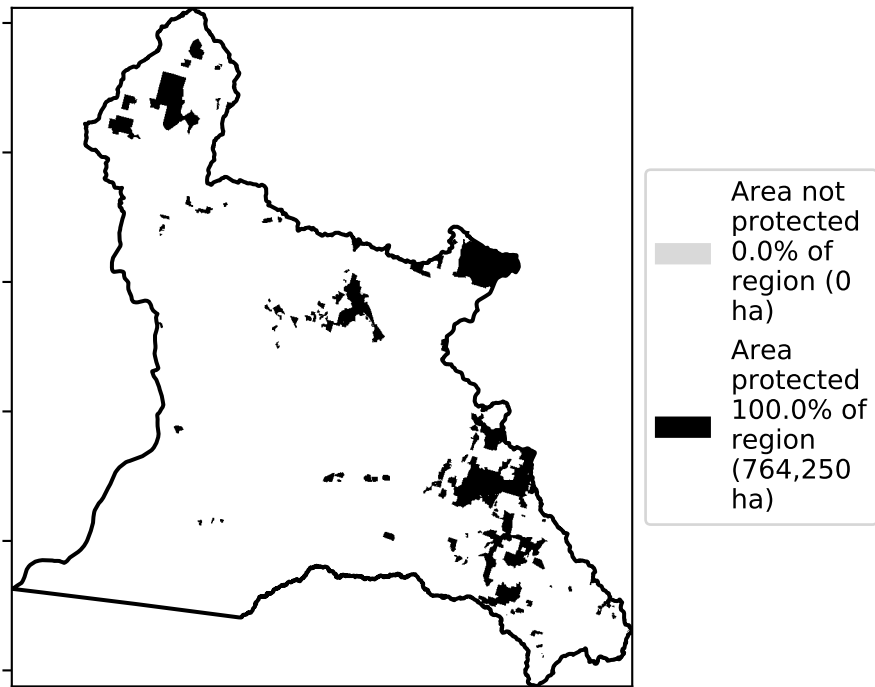 Area not
protected
0.0% of
region (0
ha)
Area
protected
100.0% of
region
(764,250
ha)